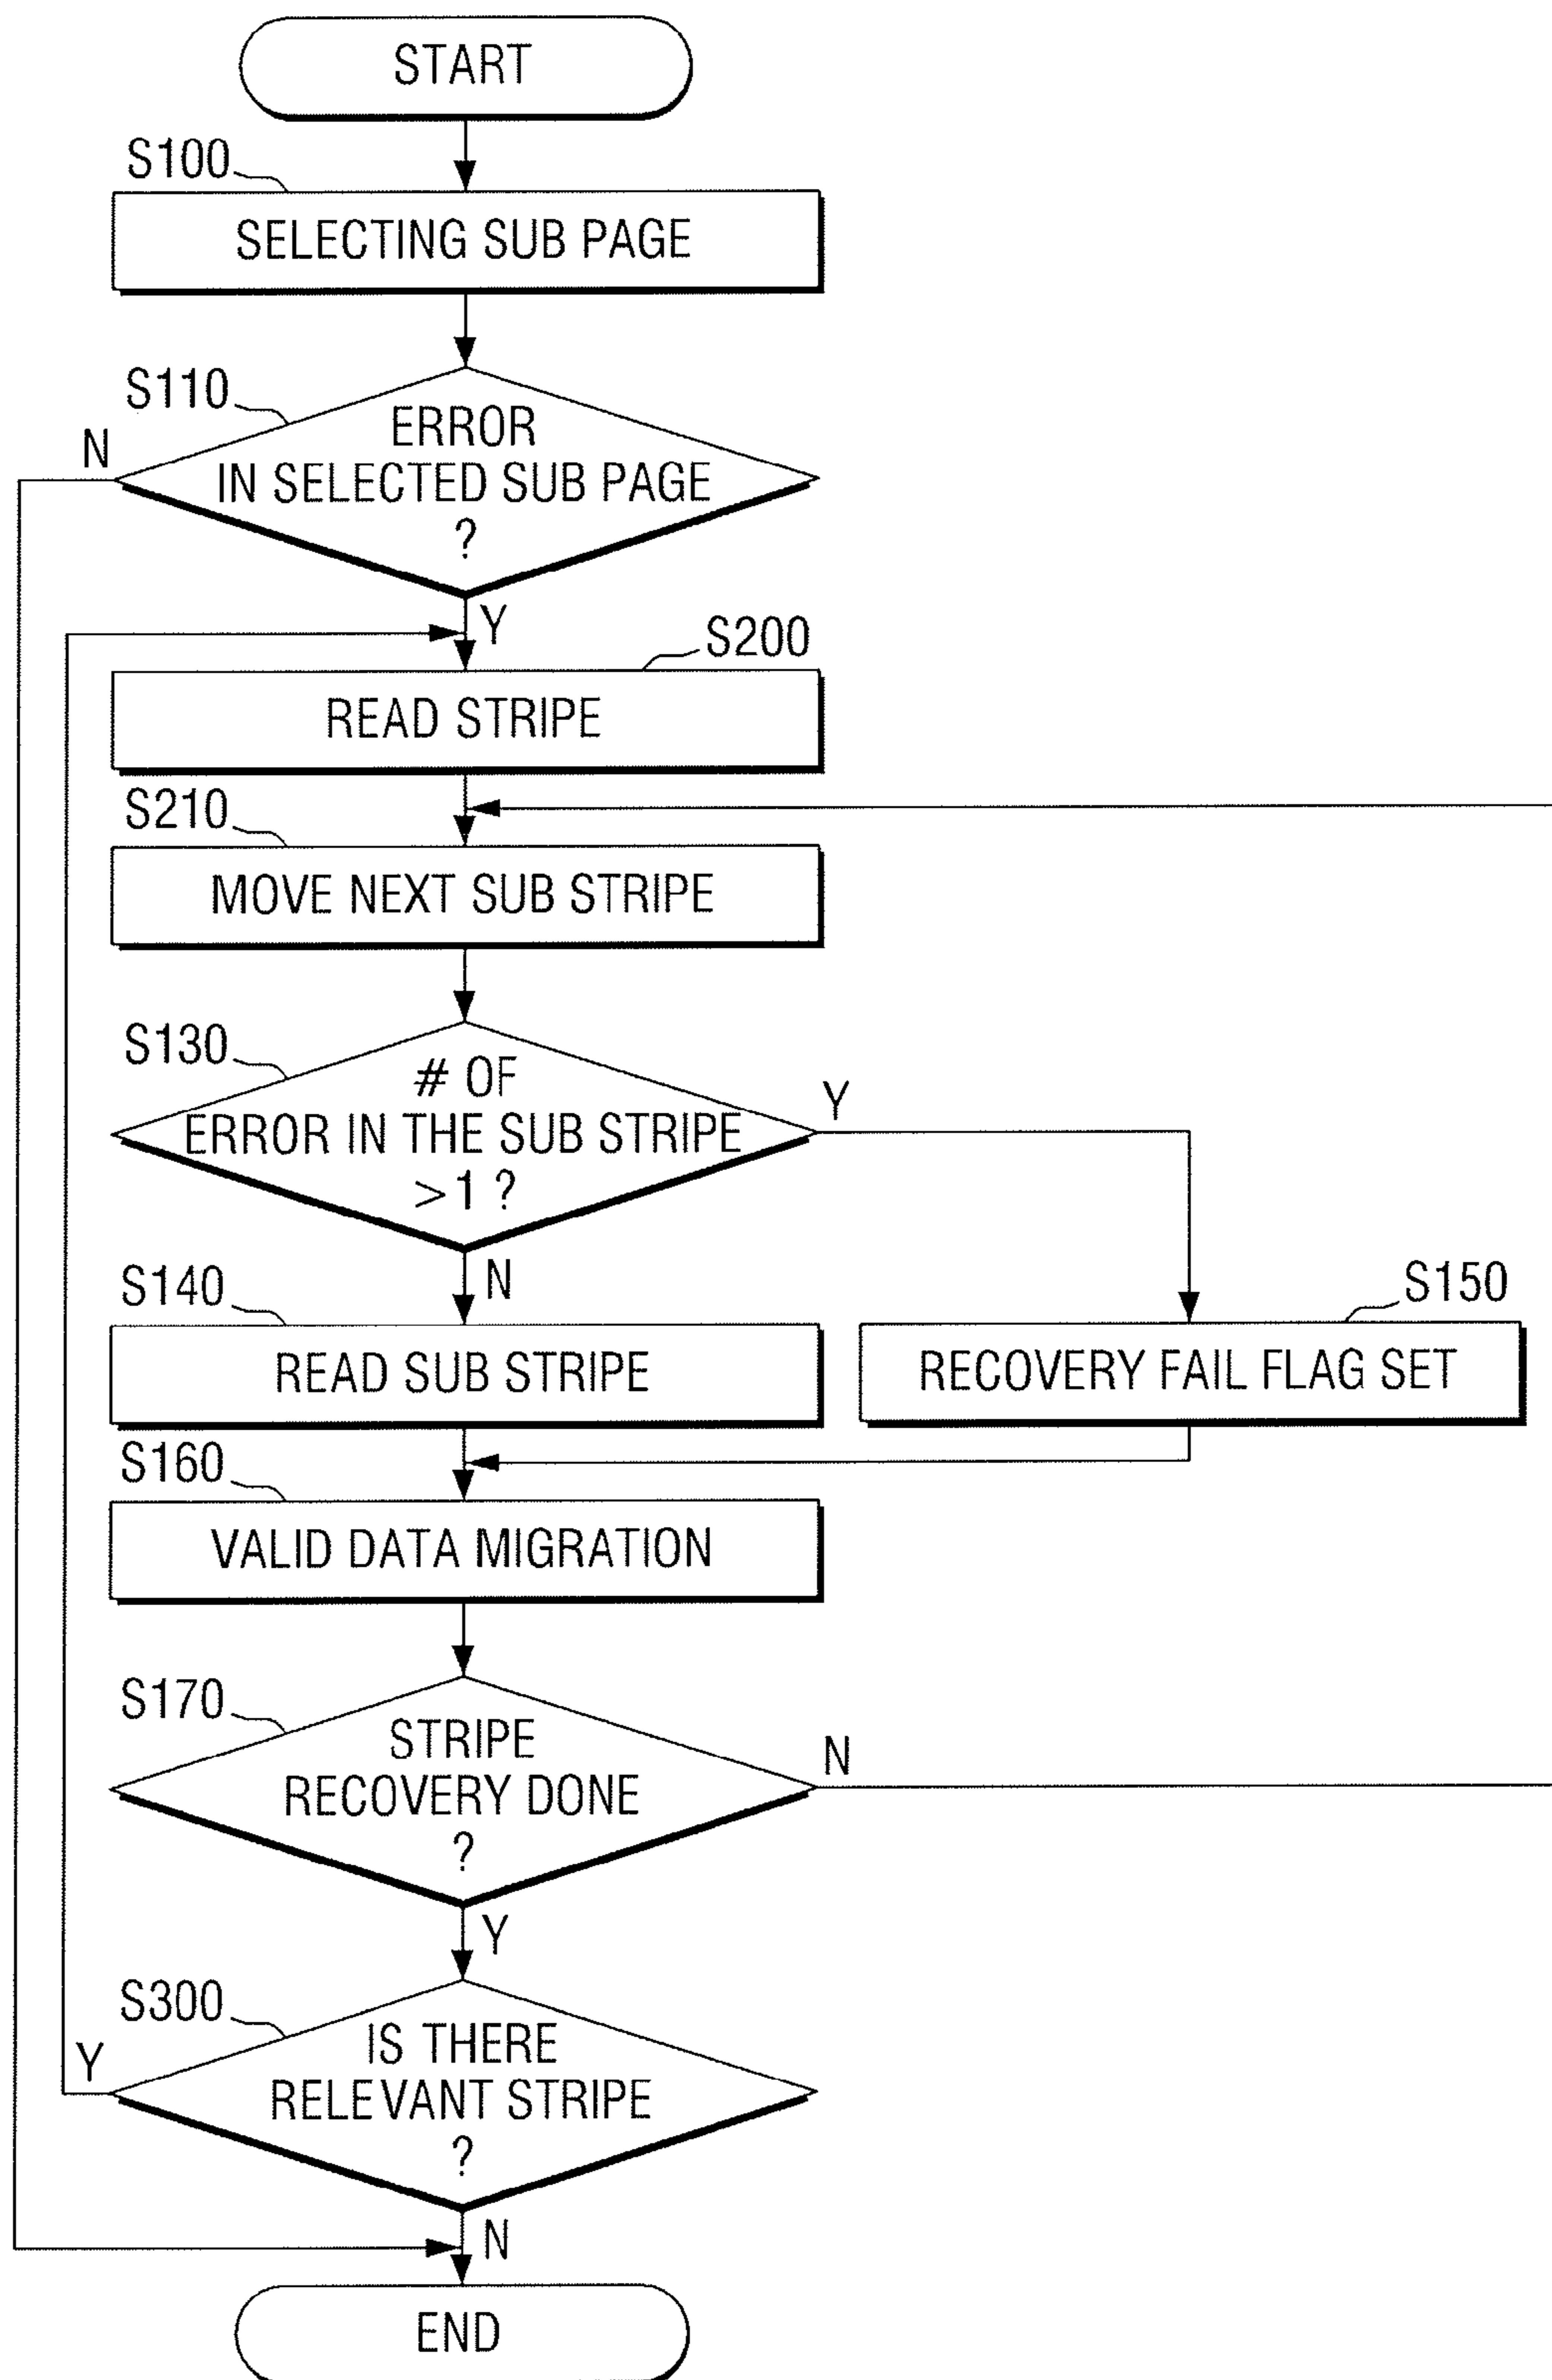 START
S100
SELECTING SUB PAGE
S110
N
ERROR
IN SELECTED SUB PAGE
?
Y
S200
READ STRIPE
S210
MOVE NEXT SUB STRIPE
S130
# OF
ERROR IN THE SUB STRIPE
>1 ?
Y
N
S140
READ SUB STRIPE
S150
RECOVERY FAIL FLAG SET
S160
VALID DATA MIGRATION
S170
STRIPE
RECOVERY DONE
?
N
Y
S300
IS THERE
RELEVANT STRIPE
?
Y
N
END